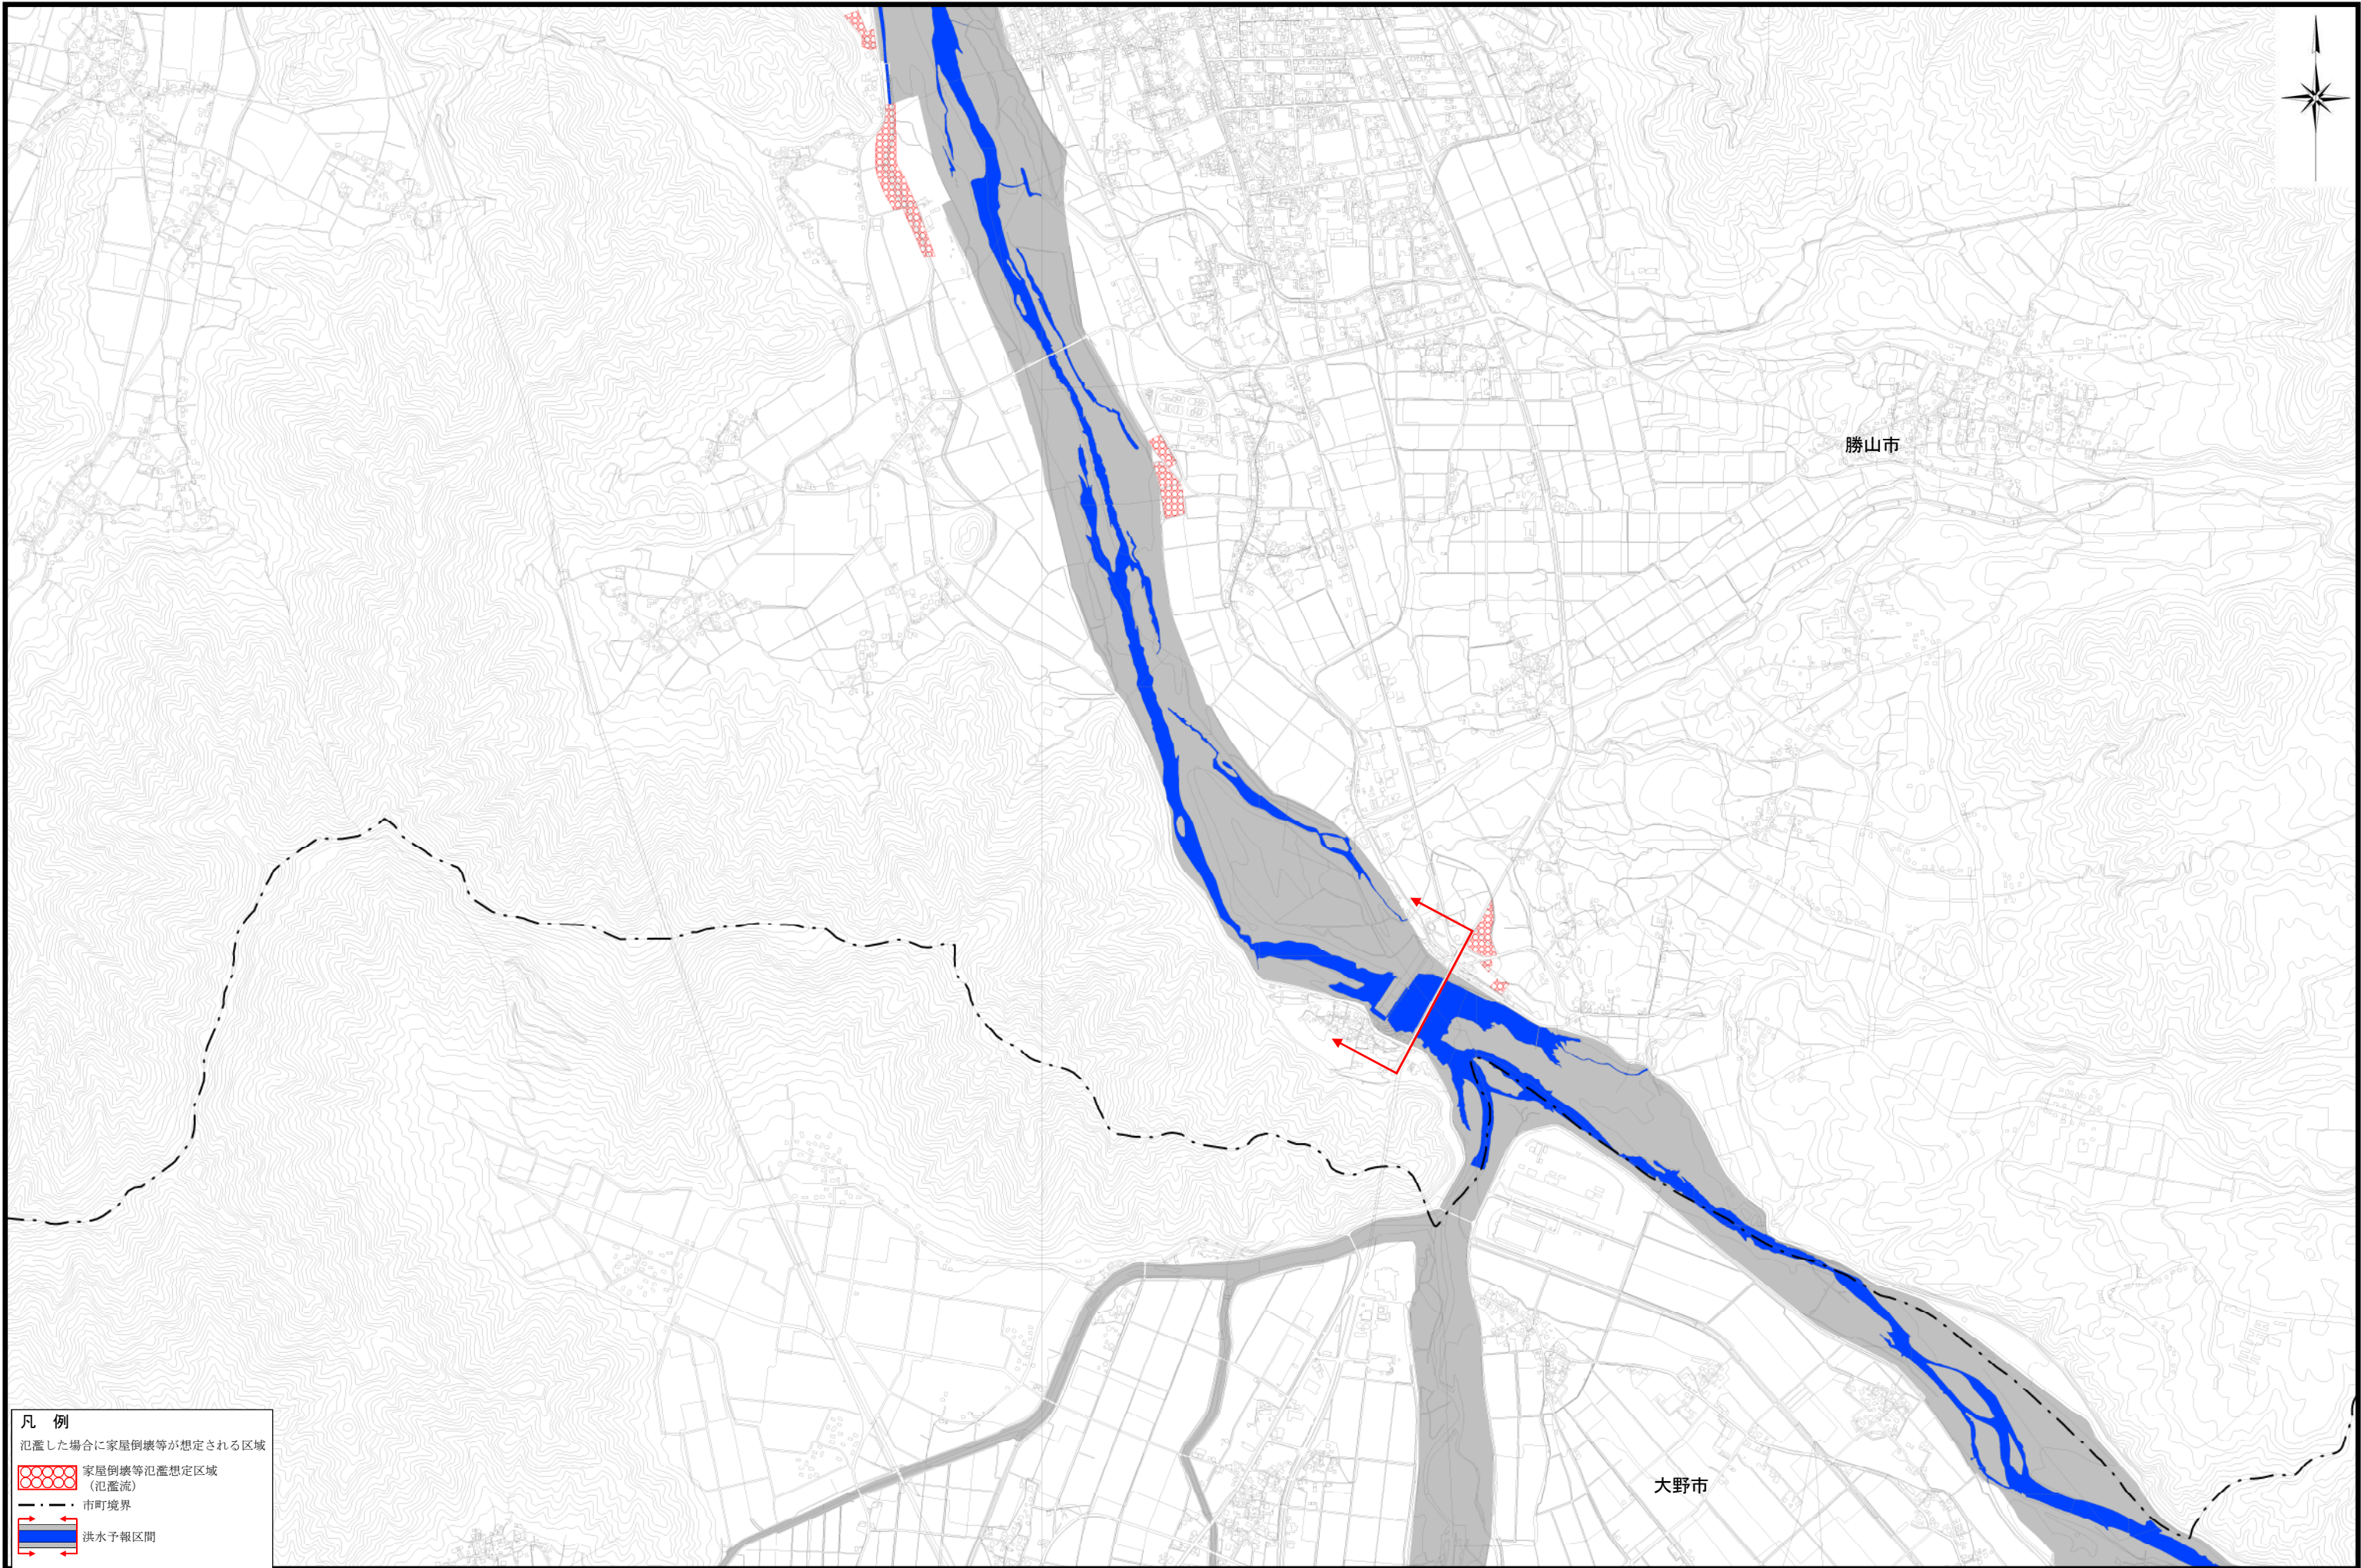 勝山市
大野市
凡 例
氾濫した場合に家屋倒壊等が想定される区域
家屋倒壊等氾濫想定区域
(氾濫流)
市町境界
洪水予報区間